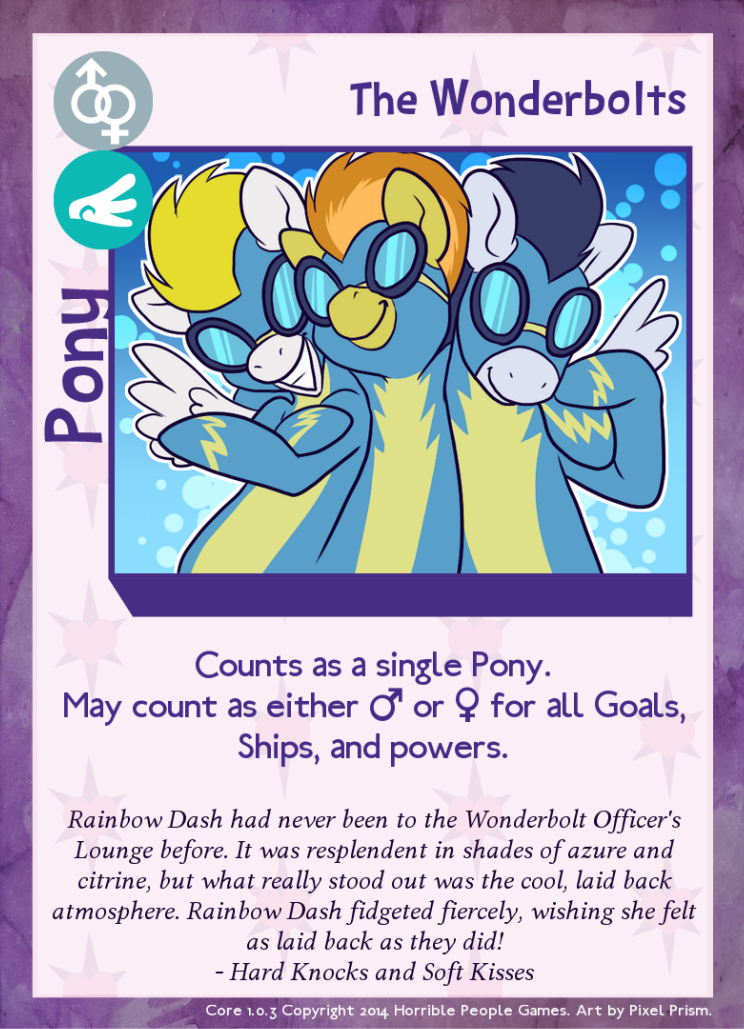 The Wonderbolts
Pony
Counts as a single Pony.
May count as either ♂ or ♀ for all Goals,
Ships, and powers.
Rainbow Dash had never been to the Wonderbolt Officer's
Lounge before. It was resplendent in shades of azure and
citrine, but what really stood out was the cool, laid back
atmosphere. Rainbow Dash fidgeted fiercely, wishing she felt
as laid back as they did!
- Hard Knocks and Soft Kisses
Core 1.0.3 Copyright 2014 Horrible People Games. Art by Pixel Prism.